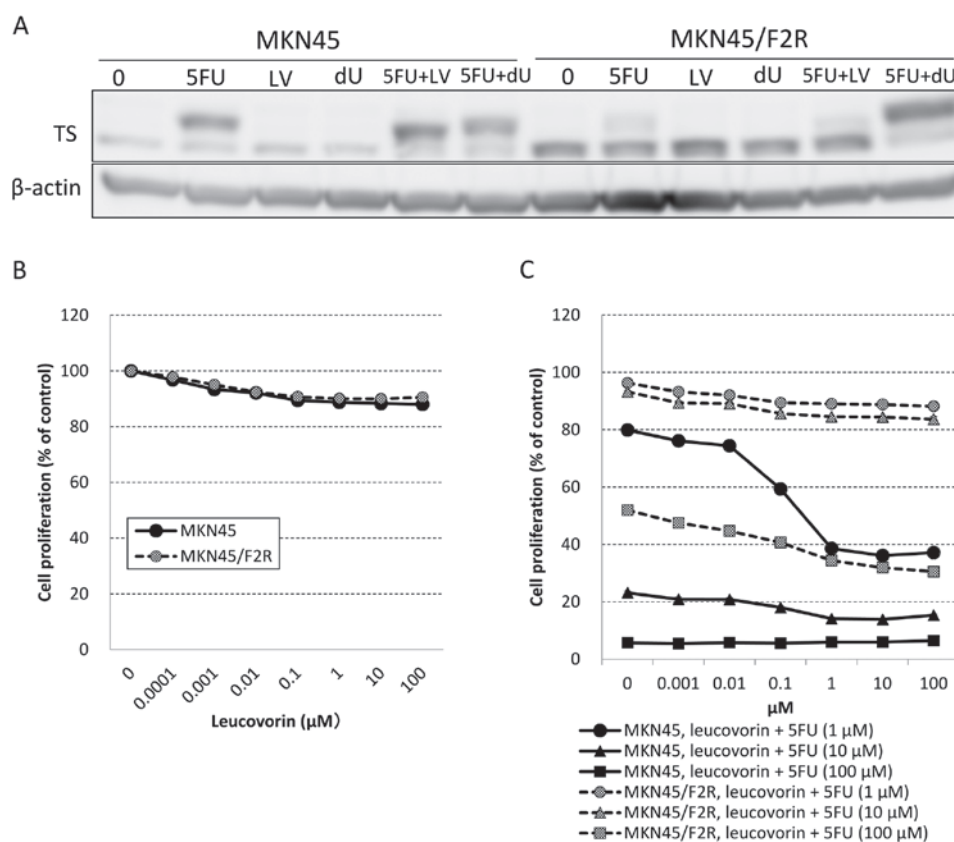 A
MKN45 MKN45/F2R
0 5FU LV dU 5FU+LV 5FU+dU 0 5FU LV dU 5FU+LV 5FU+dU
TS
β-actin
B
Cell proliferation (% of control)
120
100
80
60
40
20
0
MKN45
MKN45/F2R
0 0.0001 0.001 0.01 0.1 1 10 100
Leucovorin (μM)
C
Cell proliferation (% of control)
120
100
80
60
40
20
0
0 0.001 0.01 0.1 1 10 100
μM
MKN45, leucovorin + 5FU (1 μM)
MKN45, leucovorin + 5FU (10 μM)
MKN45, leucovorin + 5FU (100 μM)
MKN45/F2R, leucovorin + 5FU (1 μM)
MKN45/F2R, leucovorin + 5FU (10 μM)
MKN45/F2R, leucovorin + 5FU (100 μM)